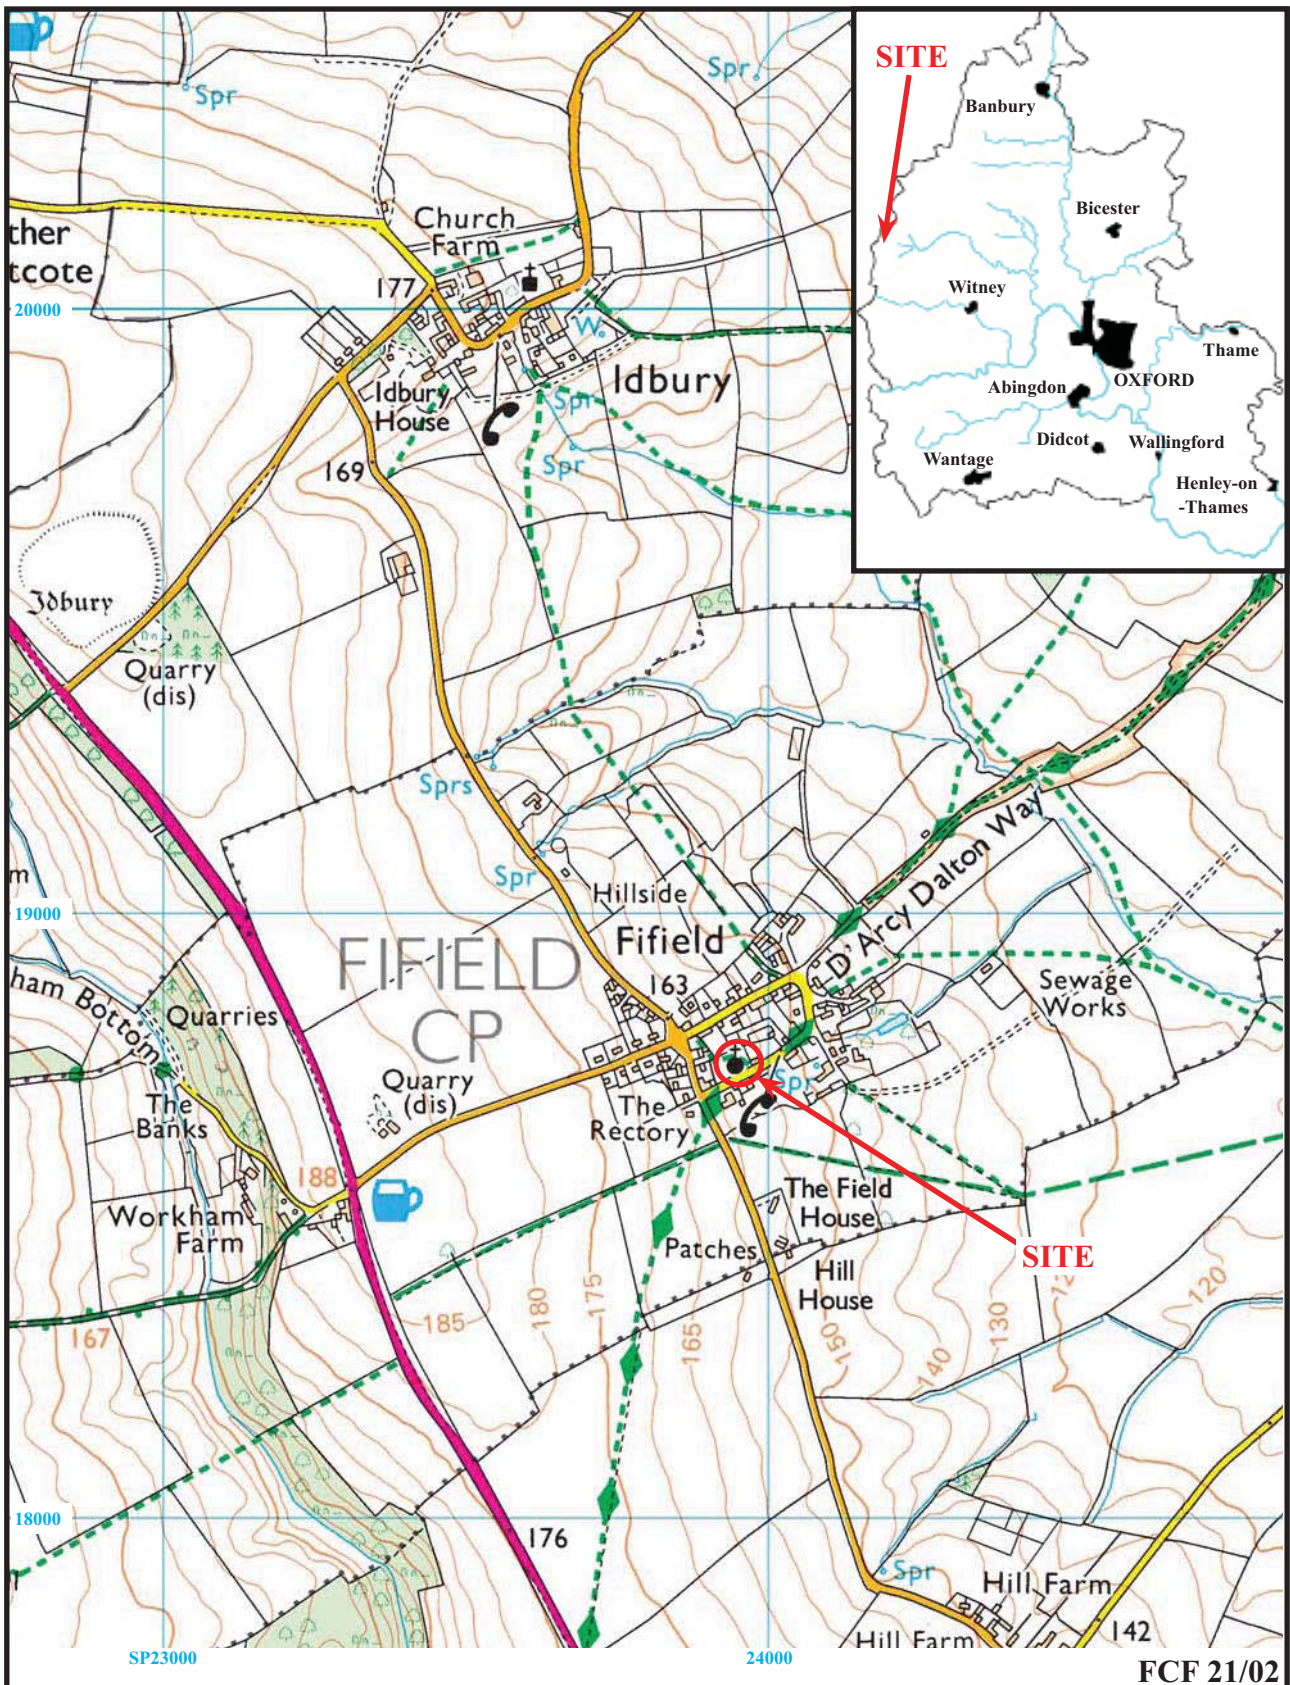 SITE
Banbury
Bicester
Witney
Thame
OXFORD
Abingdon
Didcot
Wallingford
Wantage
Henley-on
-Thames
Spr
Spr
Church
Farm
ther
tcote
177
20000
W
Idbury
Idbury
House
Spr
Spr
169
Idbury
Quarry
(dis)
Sprs
Spr
Hillside
m
19000
Fifield
D'Arcy Dalton Way
FIFIELD
CP
163
Sewage
Works
ham Bottom
Quarries
Quarry
(dis)
Spr
The
Banks
The
Rectory
188
The Field
House
Workham
Farm
Patches
SITE
Hill
House
167
185
180
175
165
150
140
130
12
120
18000
176
Spr
Hill Farm
Hill Farm
142
SP23000
24000
FCF 21/02